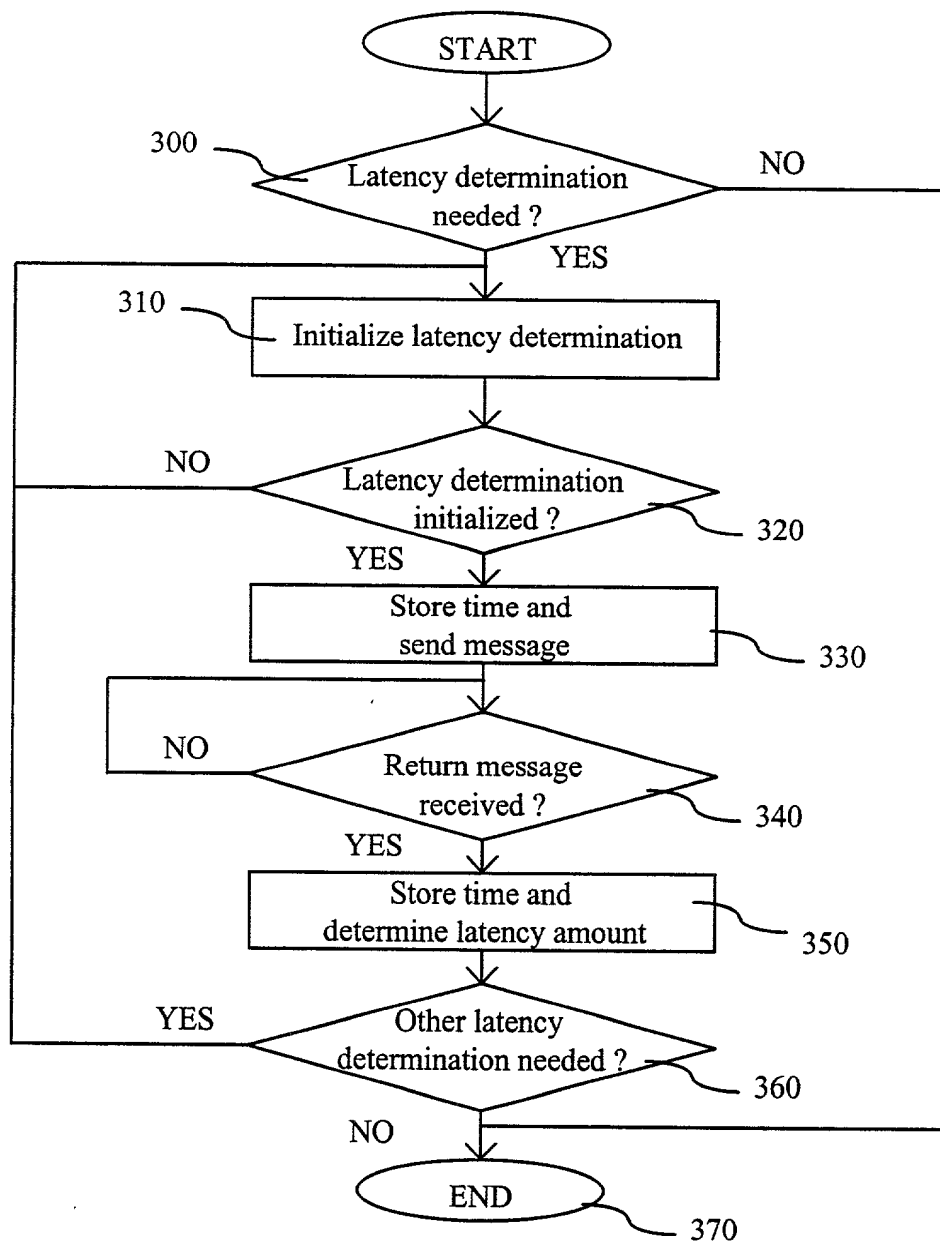 START
300
NO
Latency determination
needed ?
YES
310
Initialize latency determination
NO
Latency determination
initialized ?
320
YES
Store time and
send message
330
NO
Return message
received ?
340
YES
Store time and
determine latency amount
350
YES
Other latency
determination needed ?
360
NO
END
370